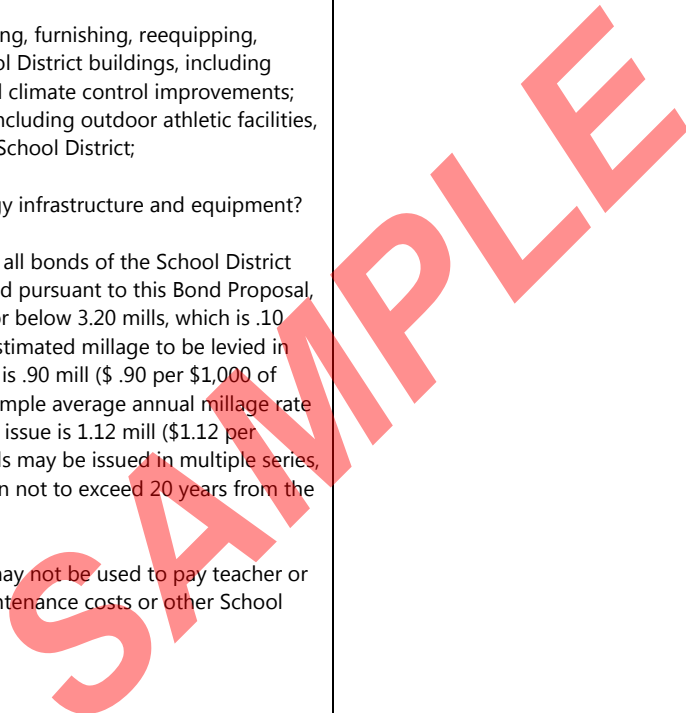 ing, furnishing, reequipping,
ol District buildings, including
l climate control improvements;
ncluding outdoor athletic facilities,
School District;
gy infrastructure and equipment?
all bonds of the School District
d pursuant to this Bond Proposal,
or below 3.20 mills, which is .10
stimated millage to be levied in
is .90 mill ($ .90 per $1,000 of
mple average annual millage rate
issue is 1.12 mill ($1.12 per
ls may be issued in multiple series,
n not to exceed 20 years from the
may not be used to pay teacher or
ntenance costs or other School
SAMPLE